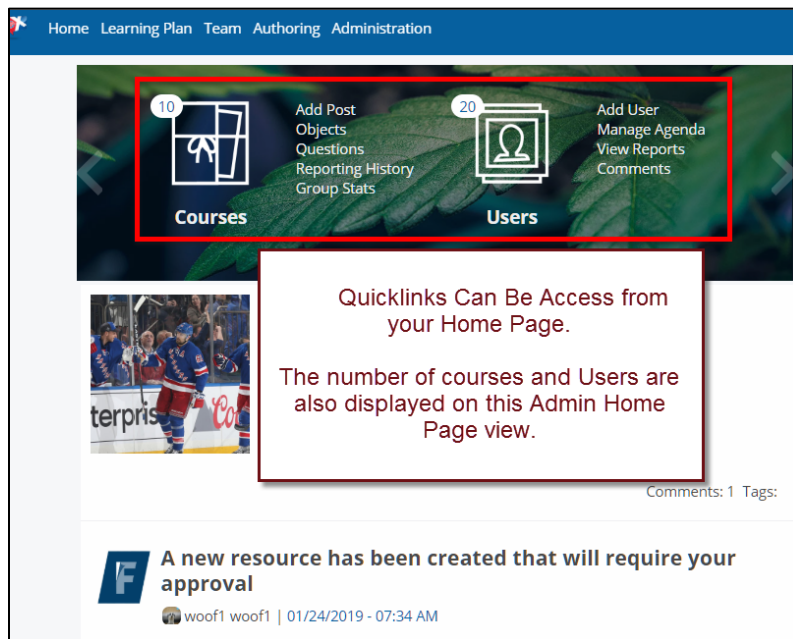 Home Learning Plan Team Authoring Administration
10
Add Post
Objects
Questions
Reporting History
Group Stats
Courses
20
Add User
Manage Agenda
View Reports
Comments
Users
Quicklinks Can Be Access from
your Home Page.
The number of courses and Users are
also displayed on this Admin Home
Page view.
terpris
Co
Comments: 1 Tags:
F
A new resource has been created that will require your
approval
woof1 woof1 | 01/24/2019 - 07:34 AM